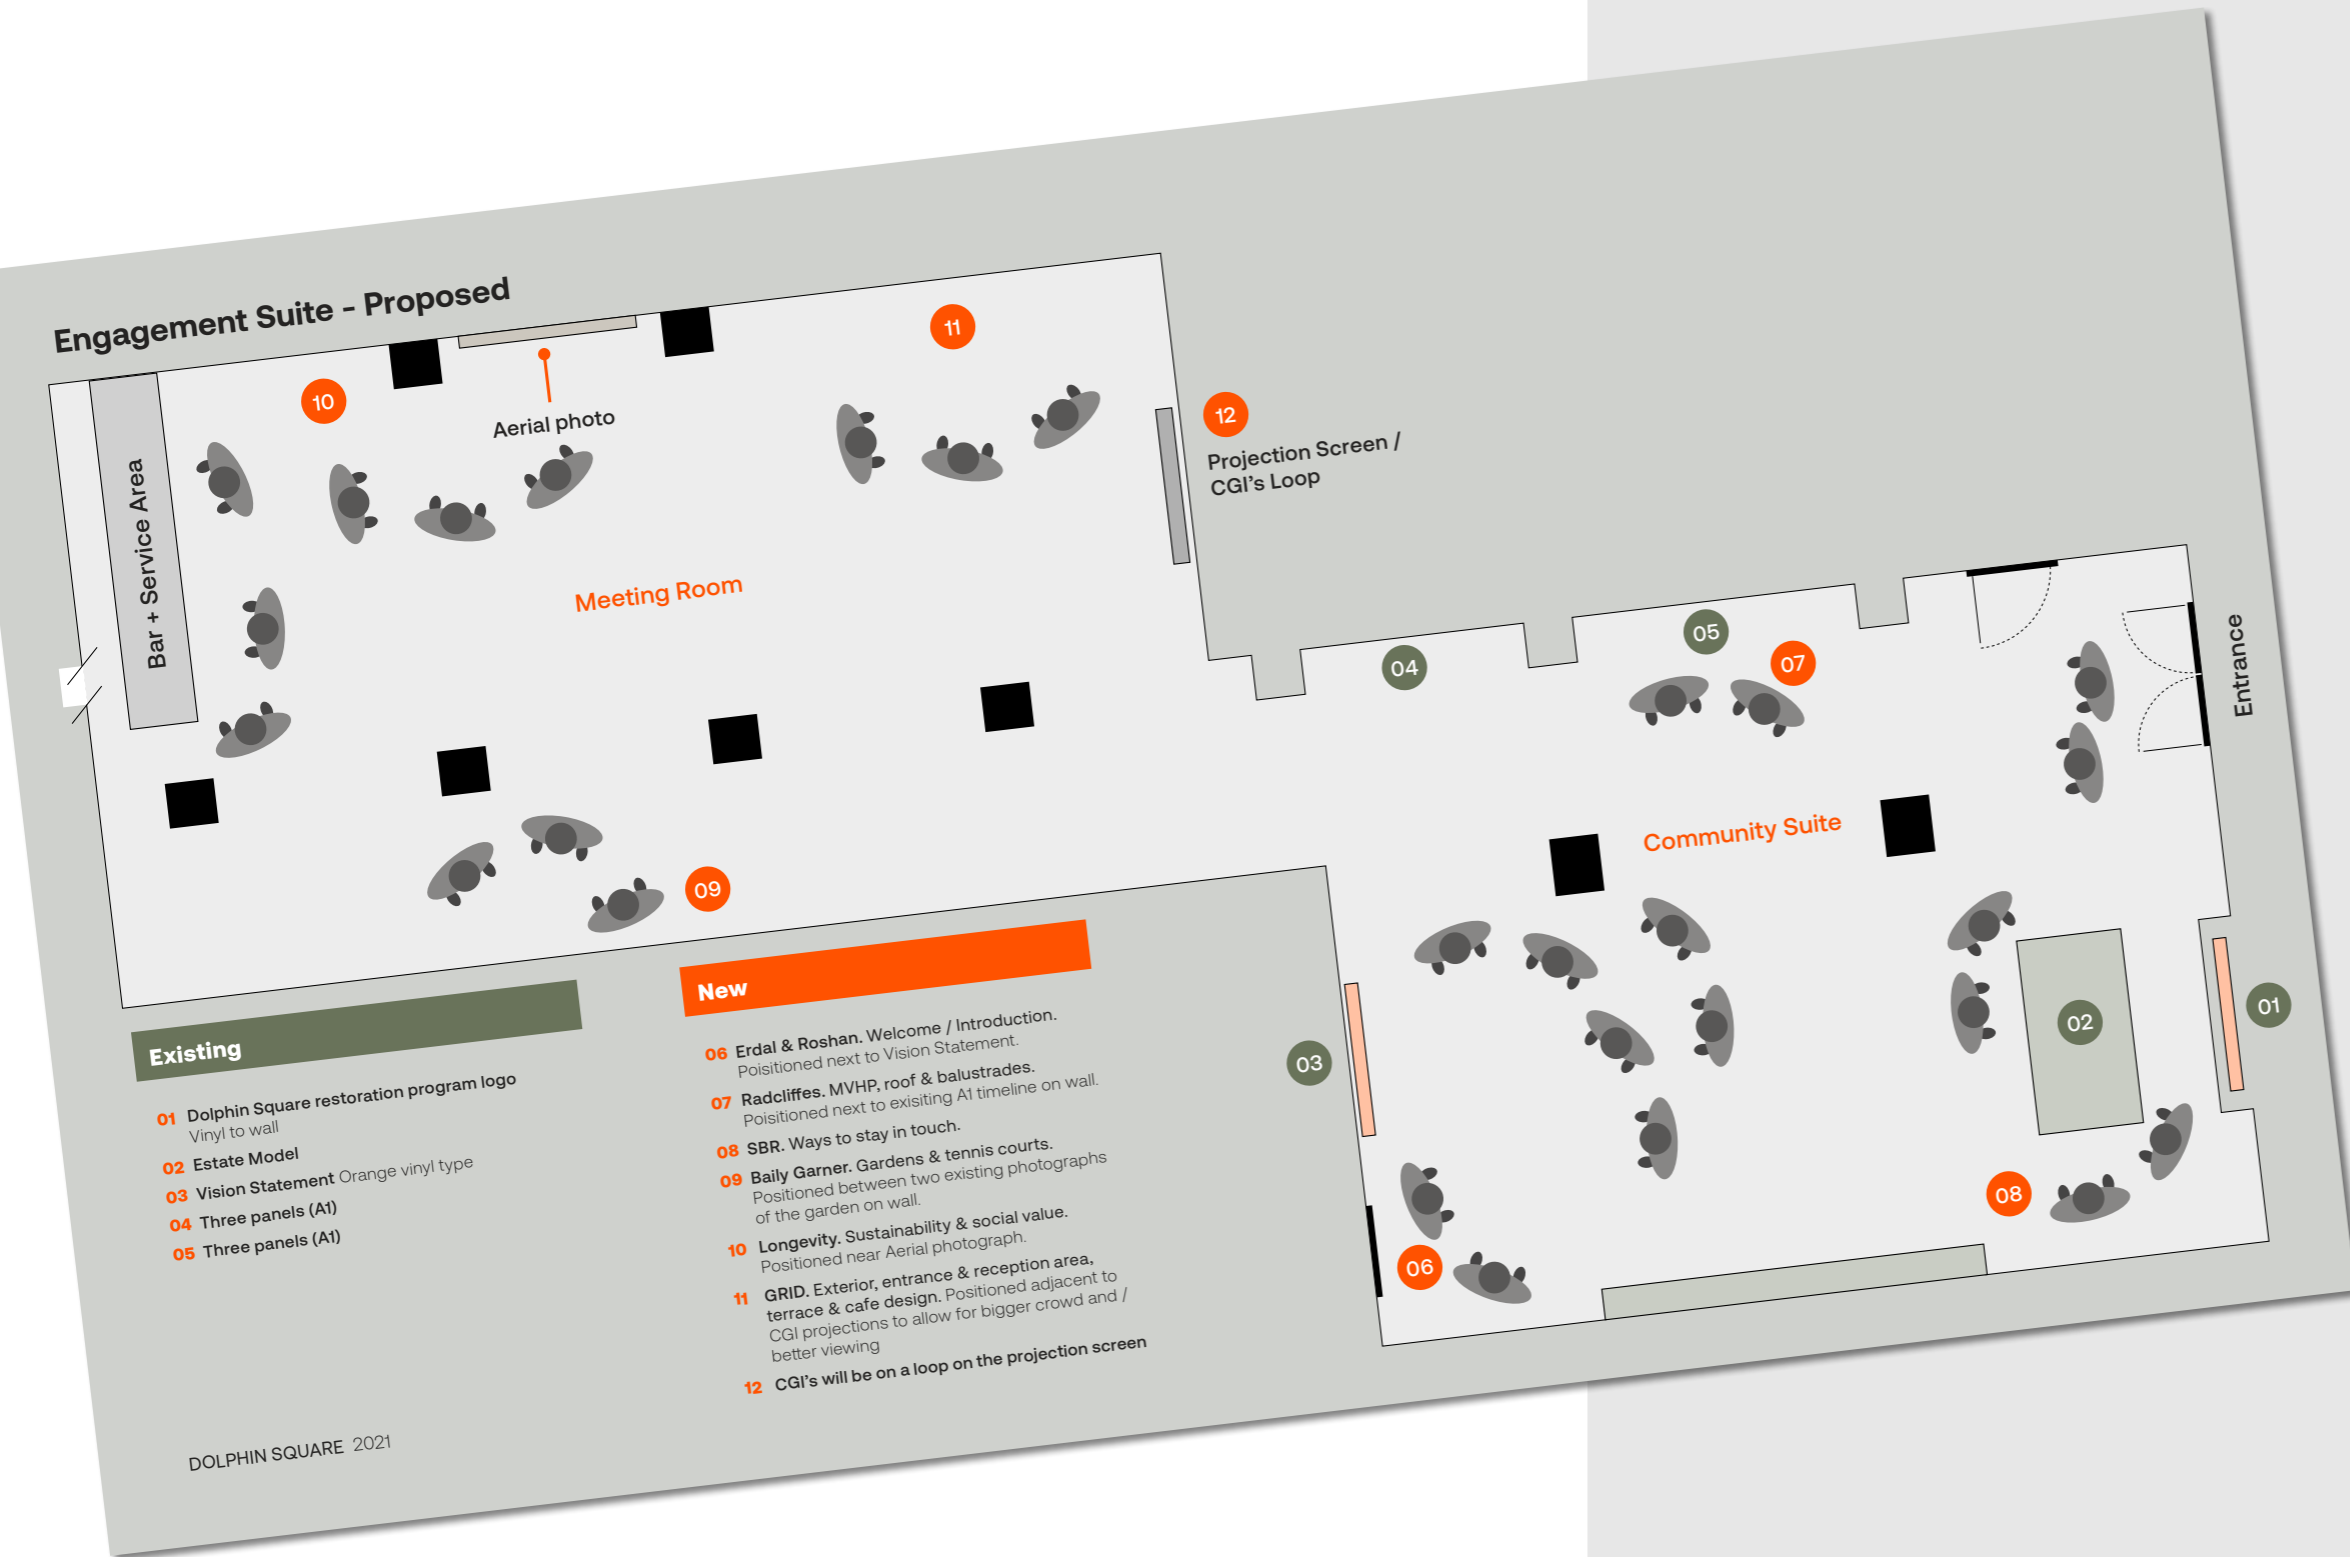 Engagement Suite - Proposed
10
Aerial photo
11
12
Projection Screen /
CGI's Loop
Bar + Service Area
Meeting Room
09
04
05
07
Entrance
Community Suite
03
02
01
08
06
Existing
01 Dolphin Square restoration program logo
Vinyl to wall
02 Estate Model
03 Vision Statement Orange vinyl type
04 Three panels (A1)
05 Three panels (A1)
New
06 Erdal & Roshan. Welcome / Introduction.
Poisitioned next to Vision Statement.
07 Radcliffes. MVHP, roof & balustrades.
Poisitioned next to exisiting A1 timeline on wall.
08 SBR. Ways to stay in touch.
09 Baily Garner. Gardens & tennis courts.
Positioned between two existing photographs
of the garden on wall.
10 Longevity. Sustainability & social value.
Positioned near Aerial photograph.
11 GRID. Exterior, entrance & reception area,
terrace & cafe design. Positioned adjacent to
CGI projections to allow for bigger crowd and /
better viewing
12 CGI's will be on a loop on the projection screen
DOLPHIN SQUARE 2021